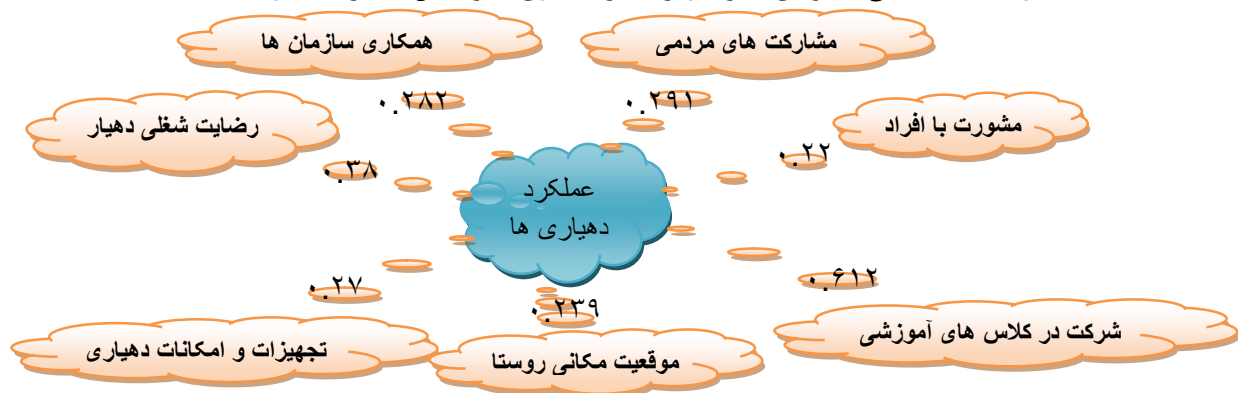 همکاری سازمان ها
مشارکت های مردمی
۰.۲۸۲
۰.۲۹۱
رضایت شغلی دهیار
مشورت با افراد
۰.۳۸
۰.۲۲
عملکرد
دهیاری ها
۰.۲۷
۰.۲۳۹
۰.۶۱۲
تجهیزات و امکانات دهیاری
موقعیت مکانی روستا
شرکت در کلاس های آموزشی